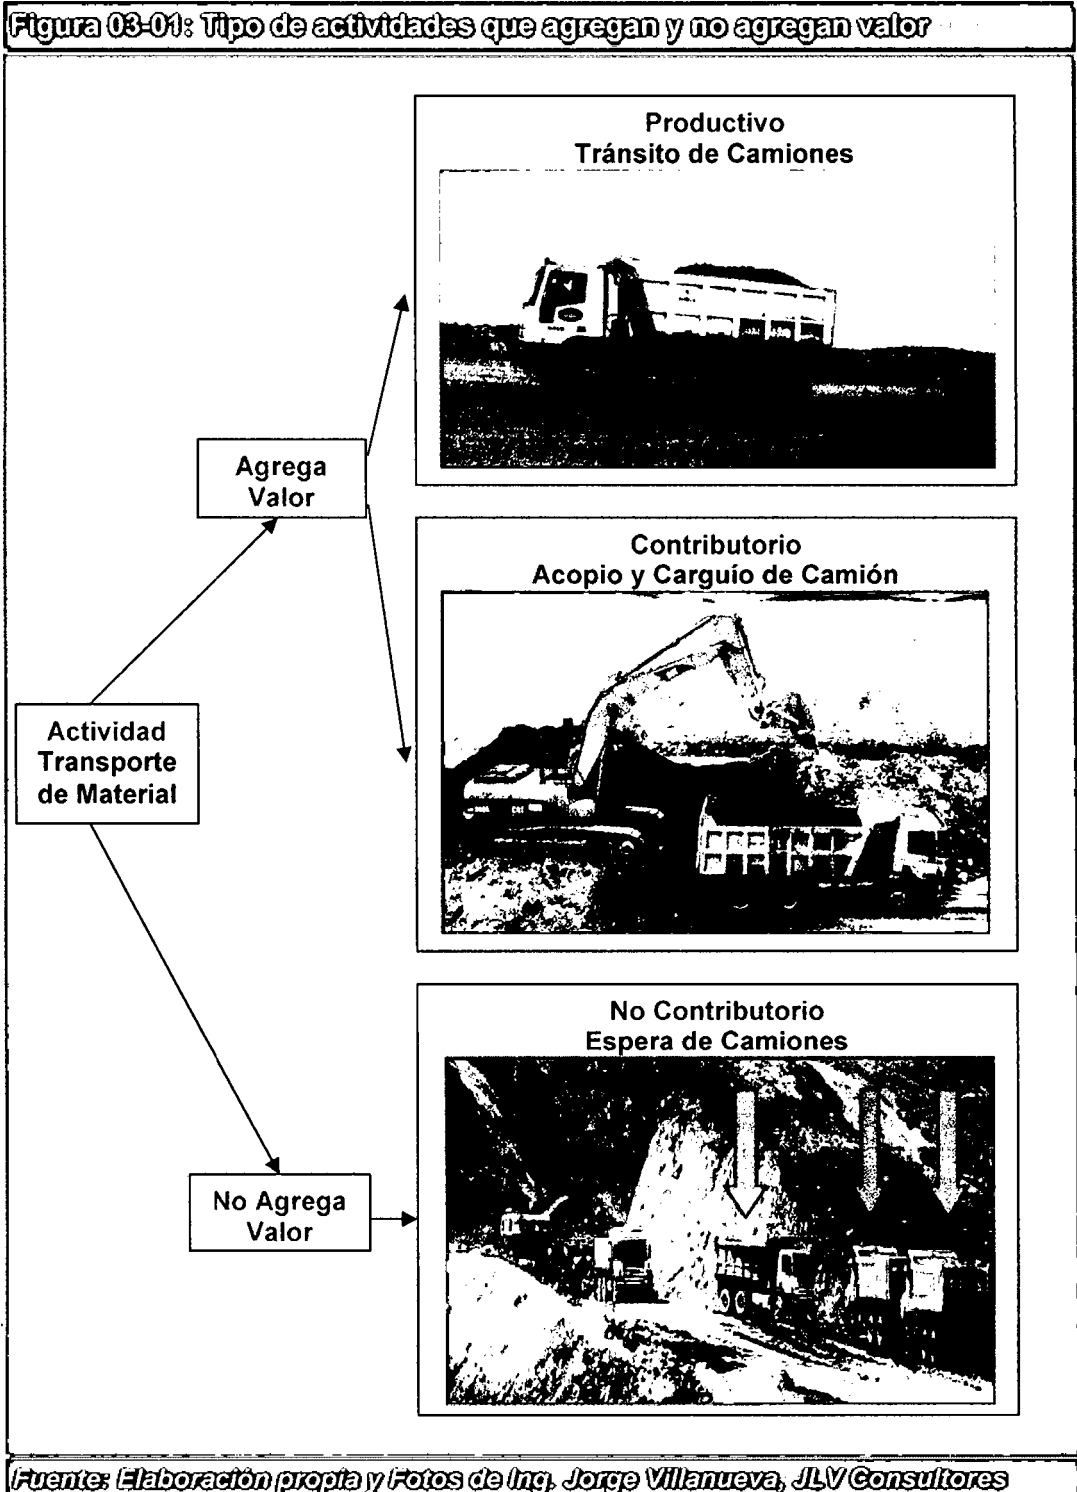 Figura 03-01: Tipo de actividades que agregan y no agregan valor
Productivo
Tránsito de Camiones
Agrega
Valor
Contributorio
Acopio y Carguío de Camión
Actividad
Transporte
de Material
No Contributorio
Espera de Camiones
No Agrega
Valor
Fuente: Elaboración propia y Fotos de Ing. Jorge Villanueva, JLV Consultores